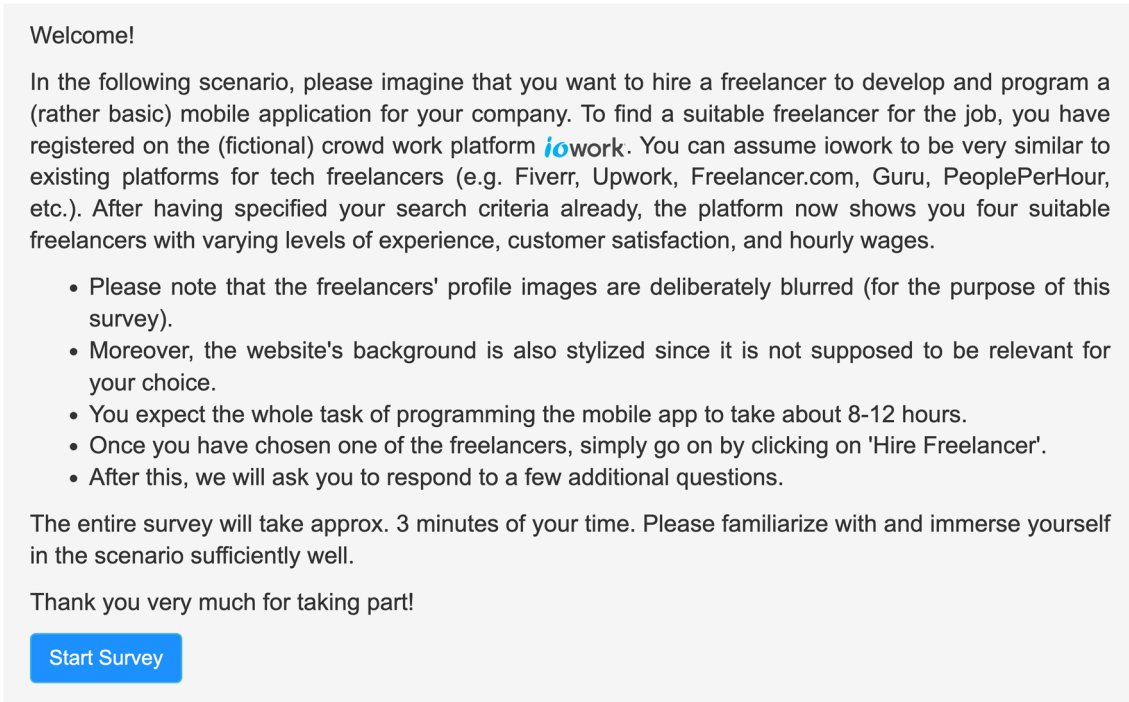 Welcome!
In the following scenario, please imagine that you want to hire a freelancer to develop and program a
(rather basic) mobile application for your company. To find a suitable freelancer for the job, you have
registered on the (fictional) crowd work platform iowork. You can assume iowork to be very similar to
existing platforms for tech freelancers (e.g. Fiverr, Upwork, Freelancer.com, Guru, PeoplePerHour,
etc.). After having specified your search criteria already, the platform now shows you four suitable
freelancers with varying levels of experience, customer satisfaction, and hourly wages.
• Please note that the freelancers' profile images are deliberately blurred (for the purpose of this
survey).
• Moreover, the website's background is also stylized since it is not supposed to be relevant for
your choice.
• You expect the whole task of programming the mobile app to take about 8-12 hours.
• Once you have chosen one of the freelancers, simply go on by clicking on 'Hire Freelancer'.
• After this, we will ask you to respond to a few additional questions.
The entire survey will take approx. 3 minutes of your time. Please familiarize with and immerse yourself
in the scenario sufficiently well.
Thank you very much for taking part!
Start Survey